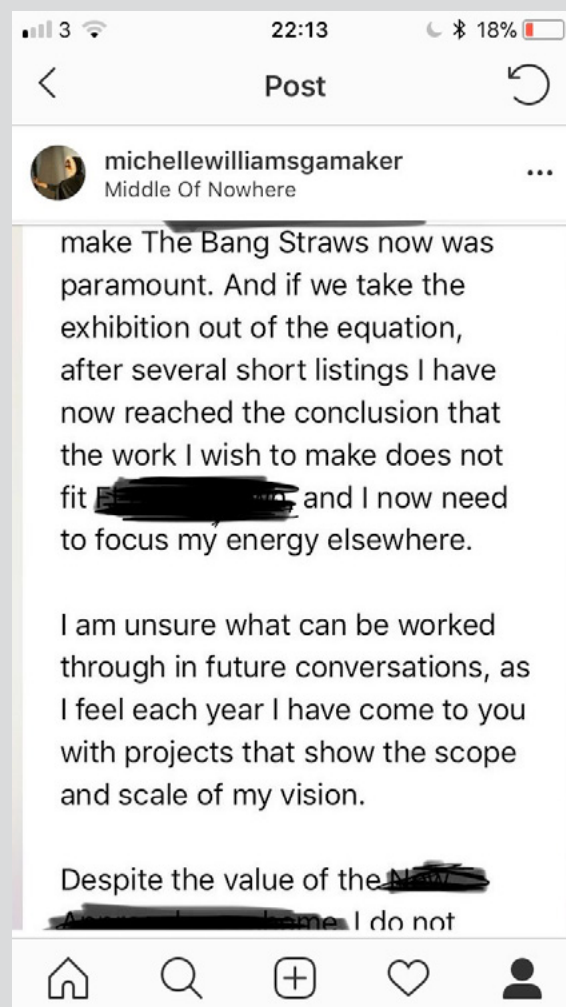 3 22:13 18%
Post
michellewilliamsgamaker
Middle Of Nowhere
make The Bang Straws now was
paramount. And if we take the
exhibition out of the equation,
after several short listings I have
now reached the conclusion that
the work I wish to make does not
fit and I now need
to focus my energy elsewhere.
I am unsure what can be worked
through in future conversations, as
I feel each year I have come to you
with projects that show the scope
and scale of my vision.
Despite the value of the
I do not